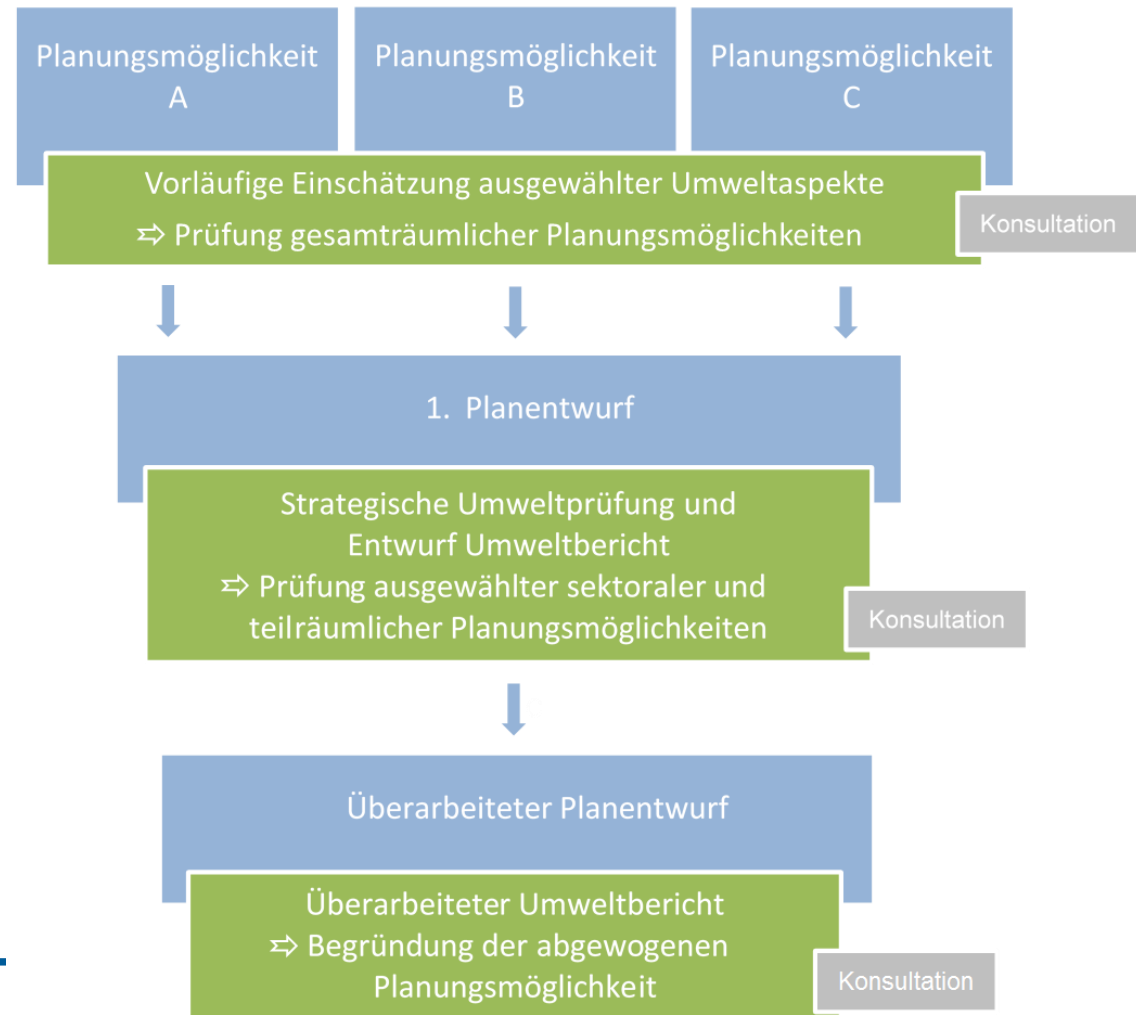 Planungsmöglichkeit
A
Planungsmöglichkeit
B
Planungsmöglichkeit
C
Vorläufige Einschätzung ausgewählter Umweltaspekte
⇨ Prüfung gesamträumlicher Planungsmöglichkeiten
Konsultation
1. Planentwurf
Strategische Umweltprüfung und
Entwurf Umweltbericht
⇨ Prüfung ausgewählter sektoraler und
teilräumlicher Planungsmöglichkeiten
Konsultation
Überarbeiteter Planentwurf
Überarbeiteter Umweltbericht
⇨ Begründung der abgewogenen
Planungsmöglichkeit
Konsultation